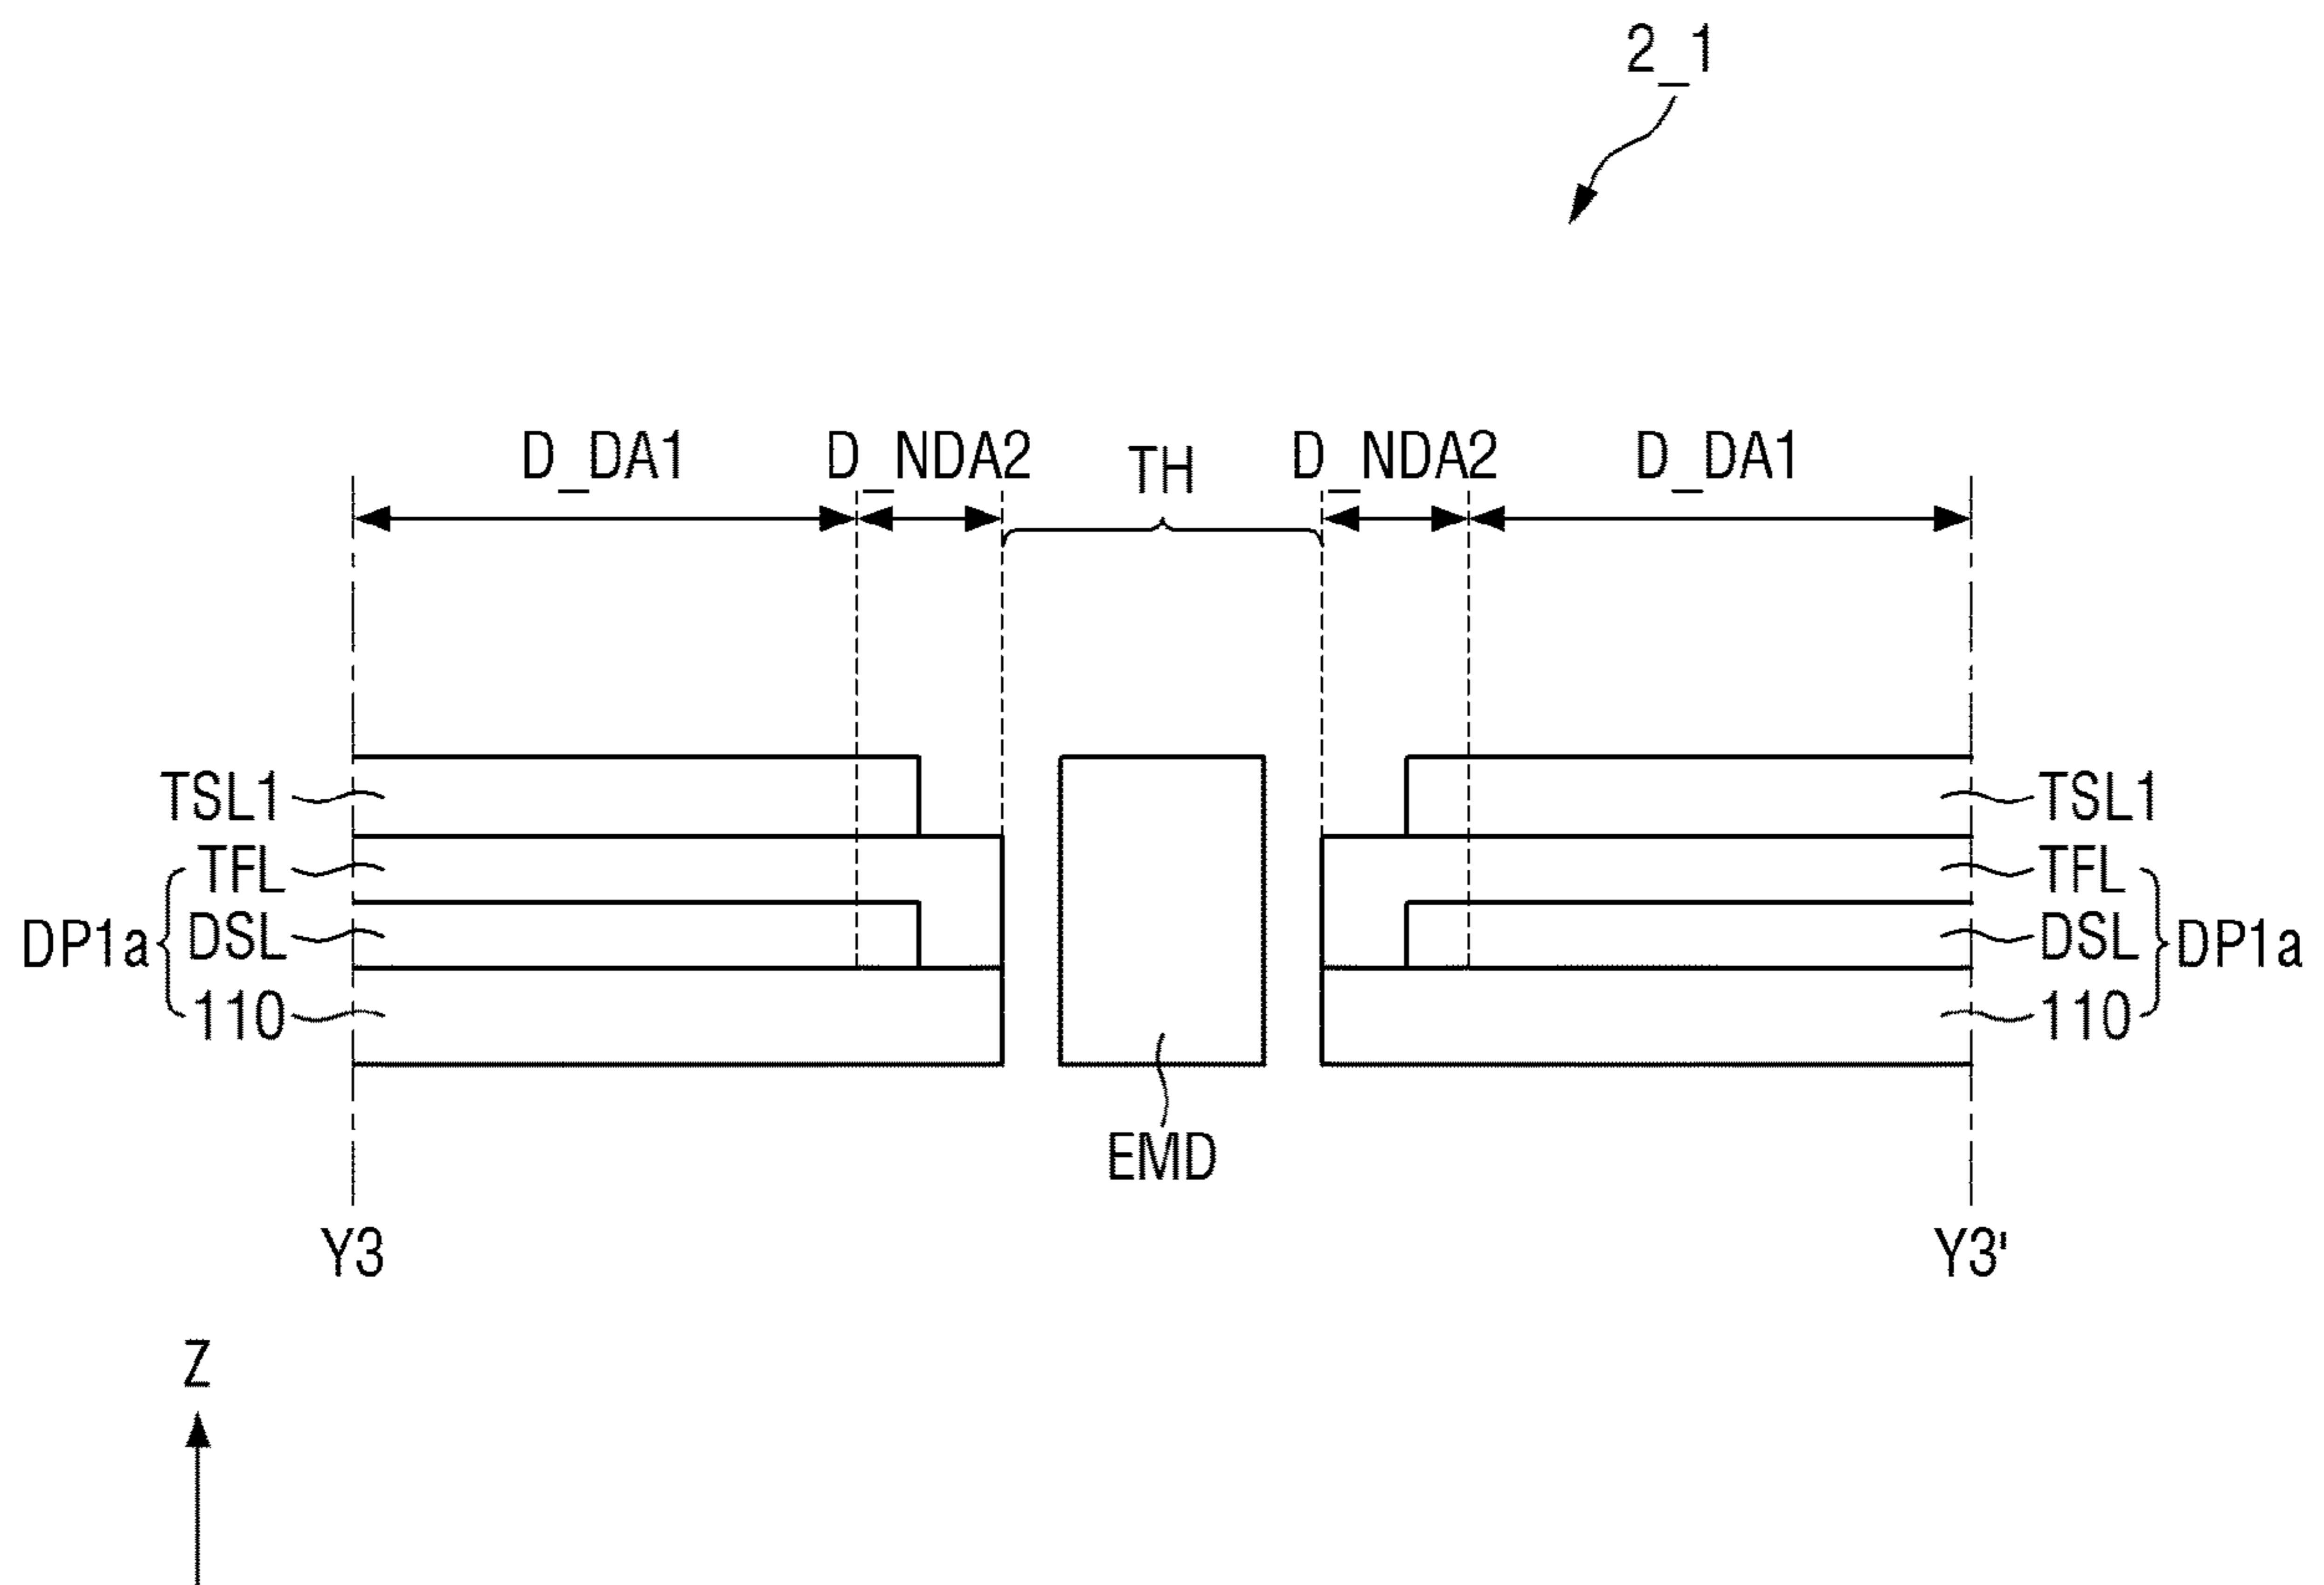 2_1
D_DA1 D_NDA2 TH D_NDA2 D_DA1
TSL1 TSL1
TFL TFL
DP1a DSL DSL DP1a
110 110
EMD
Y3 Y3'
Z